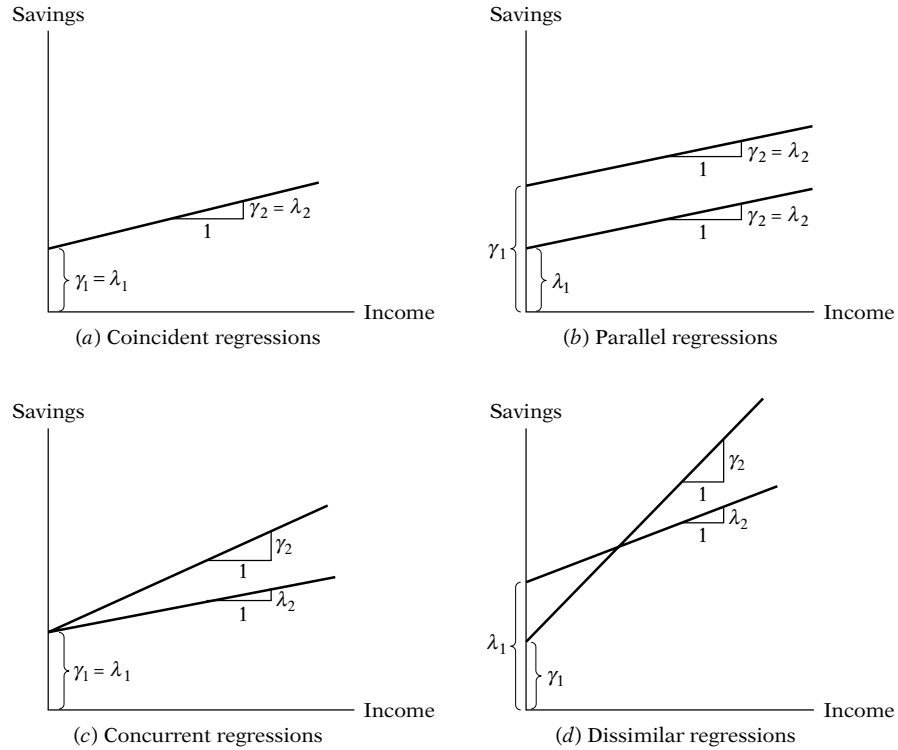 Savings
γ2 = λ2
1
γ1 = λ1
Income
(a) Coincident regressions
Savings
γ2 = λ2
1
γ2 = λ2
1
γ1
λ1
Income
(b) Parallel regressions
Savings
γ2
1
λ2
1
γ1 = λ1
Income
(c) Concurrent regressions
Savings
γ2
1
λ2
1
λ1
γ1
Income
(d) Dissimilar regressions